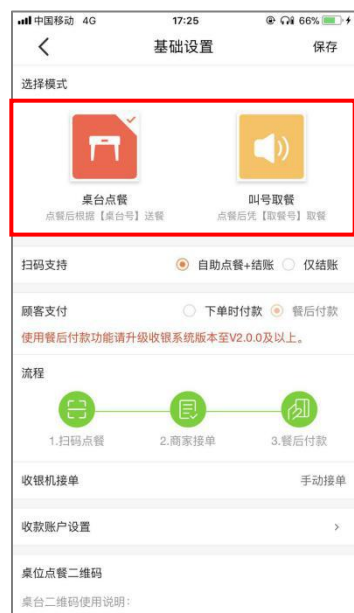 中国移动 4G 17:25 66%
基础设置 保存
选择模式
桌台点餐 叫号取餐
点餐后根据【桌台号】送餐 点餐后凭【取餐号】取餐
扫码支持 自助点餐+结账 仅结账
顾客支付 下单时付款 餐后付款
使用餐后付款功能请升级收银系统版本至V2.0.0及以上。
流程
1.扫码点餐 2.商家接单 3.餐后付款
收银机接单 手动接单
收款账户设置
桌位点餐二维码
桌台二维码使用说明：